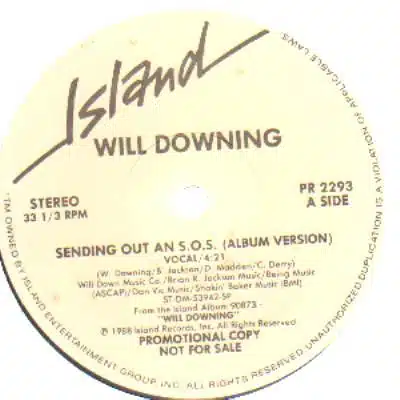 Island
WILL DOWNING
STEREO
33 1/3 RPM
PR 2293
A SIDE
SENDING OUT AN S.O.S. (ALBUM VERSION)
VOCAL/4:21
(W. Downing/B. Jackson/D. Madden/C. Derry)
Will Down Music Co./Brian R. Jackson Music/Being Music
(ASCAP)/Dan Xie Music/Shakin' Baker Music (BMI)
ST-DM-53942-SP
From the Island Album 90873 -
"WILL DOWNING"
© 1988 Island Records, Inc. All Rights Reserved
PROMOTIONAL COPY
NOT FOR SALE
TM OWNED BY ISLAND ENTERTAINMENT GROUP INC. ALL RIGHTS RESERVED. UNAUTHORIZED DUPLICATION IS A VIOLATION OF APPLICABLE LAWS.